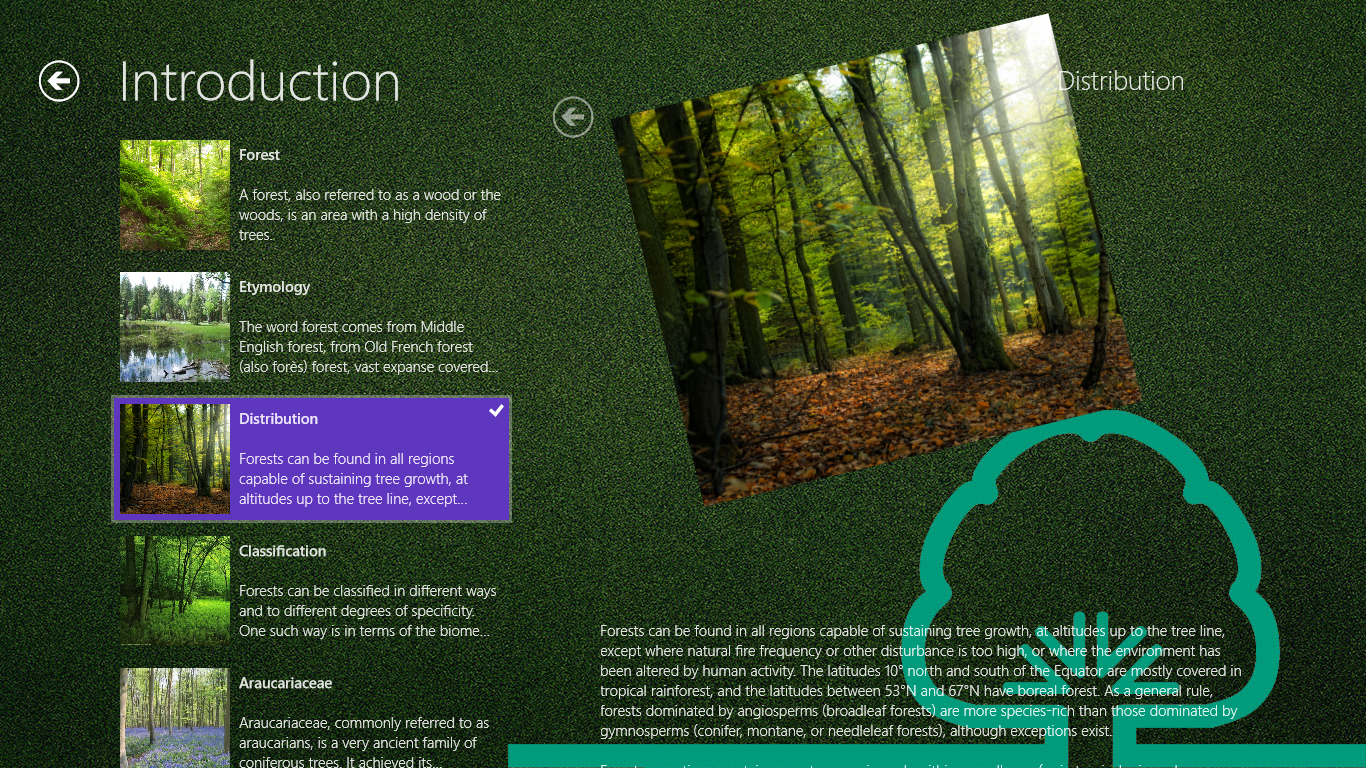 Introduction
Forest
A forest, also referred to as a wood or the
woods, is an area with a high density of
trees.
Etymology
The word forest comes from Middle
English forest, from Old French forest
(also forès) forest, vast expanse covered...
Distribution
Forests can be found in all regions
capable of sustaining tree growth, at
altitudes up to the tree line, except...
Classification
Forests can be classified in different ways
and to different degrees of specificity.
One such way is in terms of the biome...
Araucariaceae
Araucariaceae, commonly referred to as
araucarians, is a very ancient family of
coniferous trees. It achieved its...
Distribution
Forests can be found in all regions capable of sustaining tree growth, at altitudes up to the tree line,
except where natural fire frequency or other disturbance is too high, or where the environment has
been altered by human activity. The latitudes 10° north and south of the Equator are mostly covered in
tropical rainforest, and the latitudes between 53°N and 67°N have boreal forest. As a general rule,
forests dominated by angiosperms (broadleaf forests) are more species-rich than those dominated by
gymnosperms (conifer, montane, or needleleaf forests), although exceptions exist.